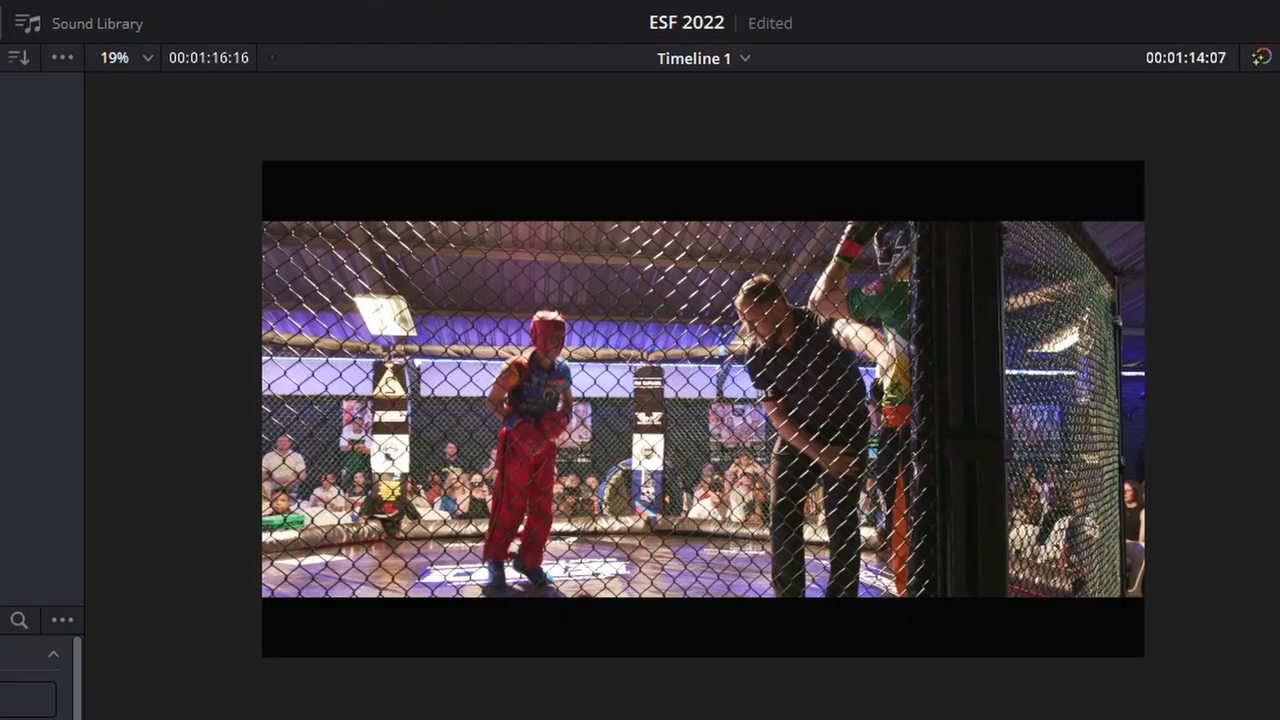 Sound Library
ESF 2022
Edited
19%
00:01:16:16
Timeline 1
00:01:14:07